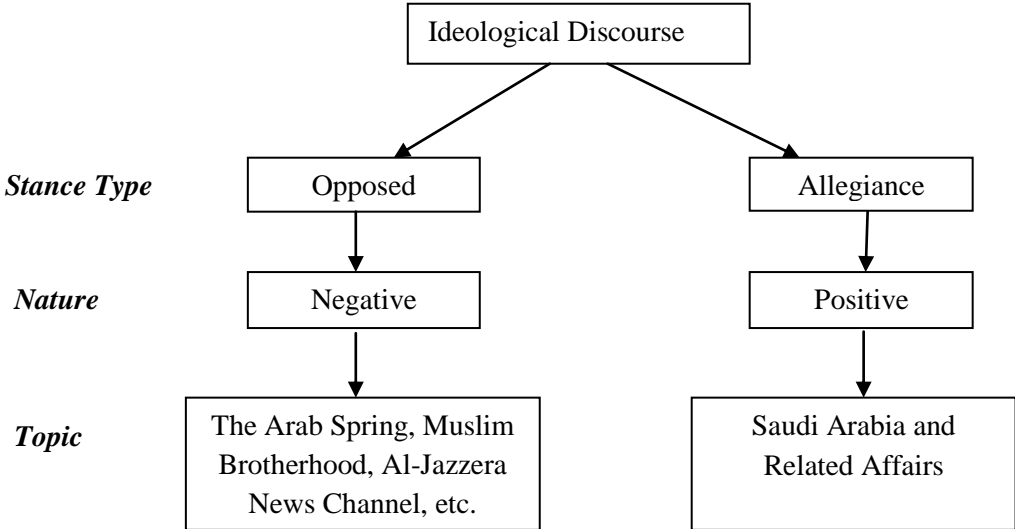 Ideological Discourse
Stance Type
Opposed
Allegiance
Nature
Negative
Positive
Topic
The Arab Spring, Muslim
Brotherhood, Al-Jazzera
News Channel, etc.
Saudi Arabia and
Related Affairs